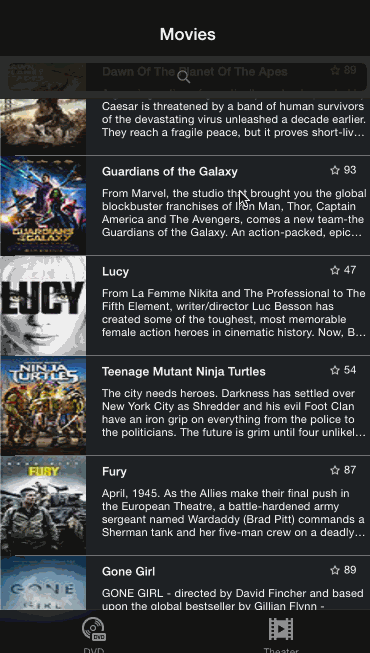 Movies
Dawn Of The Planet Of The Apes
89
Caesar is threatened by a band of human survivors
of the devastating virus unleashed a decade earlier.
They reach a fragile peace, but it proves short-liv...
Guardians of the Galaxy
93
From Marvel, the studio that brought you the global
blockbuster franchises of Iron Man, Thor, Captain
America and The Avengers, comes a new team-the
Guardians of the Galaxy. An action-packed, epic...
GUARDIANS
Lucy
47
LUCY
From La Femme Nikita and The Professional to The
Fifth Element, writer/director Luc Besson has
created some of the toughest, most memorable
female action heroes in cinematic history. Now, B...
Teenage Mutant Ninja Turtles
54
NINJA
TURTLES
The city needs heroes. Darkness has settled over
New York City as Shredder and his evil Foot Clan
have an iron grip on everything from the police to
the politicians. The future is grim until four unlikel...
Fury
87
FURY
April, 1945. As the Allies make their final push in
the European Theatre, a battle-hardened army
sergeant named Wardaddy (Brad Pitt) commands a
Sherman tank and her five-man crew on a deadly...
Gone Girl
89
GONE
GIRL
GONE GIRL - directed by David Fincher and based
upon the global bestseller by Gillian Flynn -
DVD
DVD
Theater